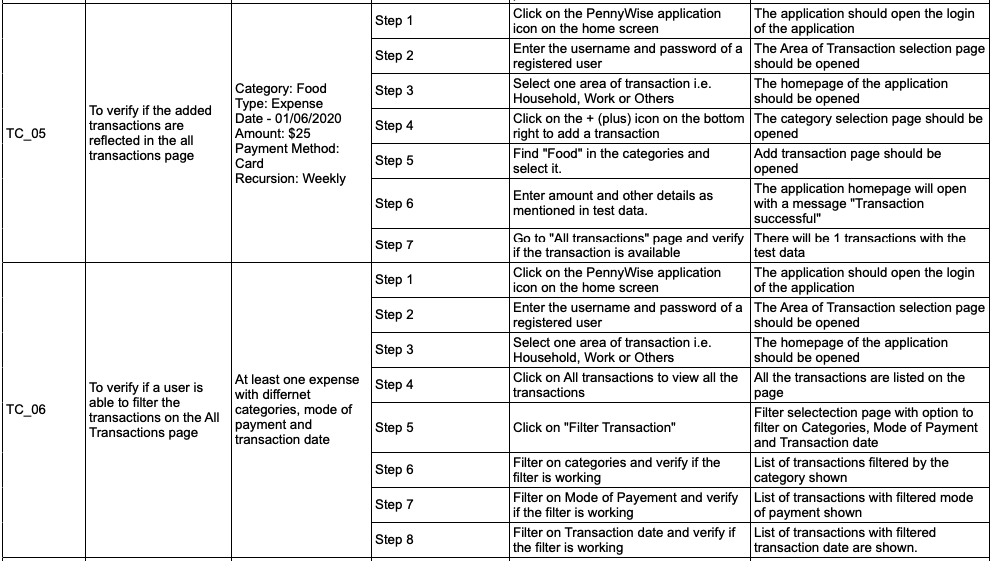 TC_05
To verify if the added
transactions are
reflected in the all
transactions page
Category: Food
Type: Expense
Date - 01/06/2020
Amount: $25
Payment Method:
Card
Recursion: Weekly
Step 1
Click on the PennyWise application
icon on the home screen
The application should open the login
of the application
Step 2
Enter the username and password of a
registered user
The Area of Transaction selection page
should be opened
Step 3
Select one area of transaction i.e.
Household, Work or Others
The homepage of the application
should be opened
Step 4
Click on the + (plus) icon on the bottom
right to add a transaction
The category selection page should be
opened
Step 5
Find "Food" in the categories and
select it.
Add transaction page should be
opened
Step 6
Enter amount and other details as
mentioned in test data.
The application homepage will open
with a message "Transaction
successful"
Step 7
Go to "All transactions" page and verify
if the transaction is available
There will be 1 transactions with the
test data
TC_06
To verify if a user is
able to filter the
transactions on the All
Transactions page
At least one expense
with differnet
categories, mode of
payment and
transaction date
Step 1
Click on the PennyWise application
icon on the home screen
The application should open the login
of the application
Step 2
Enter the username and password of a
registered user
The Area of Transaction selection page
should be opened
Step 3
Select one area of transaction i.e.
Household, Work or Others
The homepage of the application
should be opened
Step 4
Click on All transactions to view all the
transactions
All the transactions are listed on the
page
Step 5
Click on "Filter Transaction"
Filter selectection page with option to
filter on Categories, Mode of Payment
and Transaction date
Step 6
Filter on categories and verify if the
filter is working
List of transactions filtered by the
category shown
Step 7
Filter on Mode of Payement and verify
if the filter is working
List of transactions with filtered mode
of payment shown
Step 8
Filter on Transaction date and verify if
the filter is working
List of transactions with filtered
transaction date are shown.